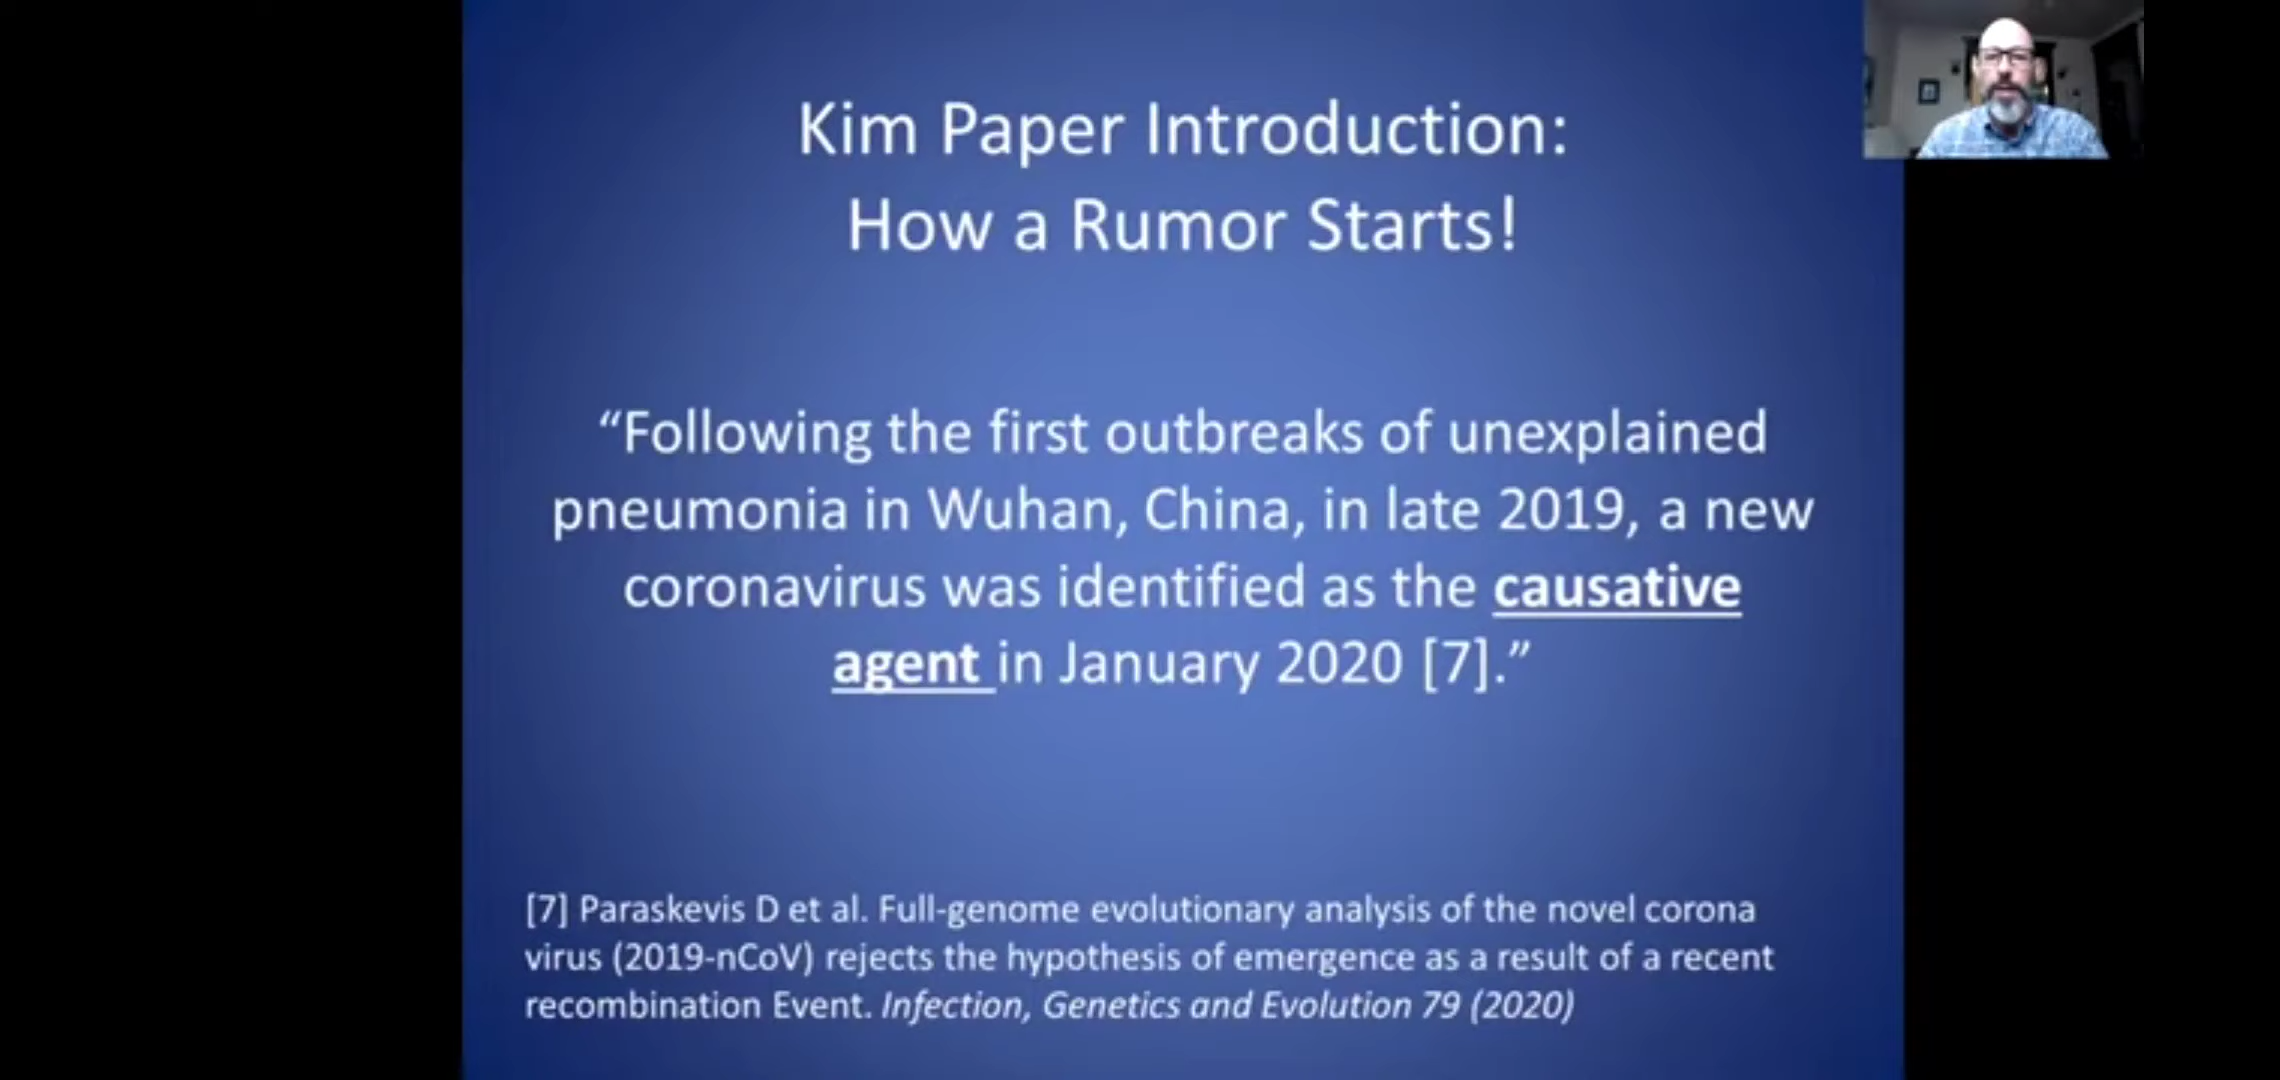 Kim Paper Introduction:
How a Rumor Starts!
“Following the first outbreaks of unexplained
pneumonia in Wuhan, China, in late 2019, a new
coronavirus was identified as the causative
agent in January 2020 [7].”
[7] Paraskevis D et al. Full-genome evolutionary analysis of the novel corona
virus (2019-nCoV) rejects the hypothesis of emergence as a result of a recent
recombination Event. Infection, Genetics and Evolution 79 (2020)